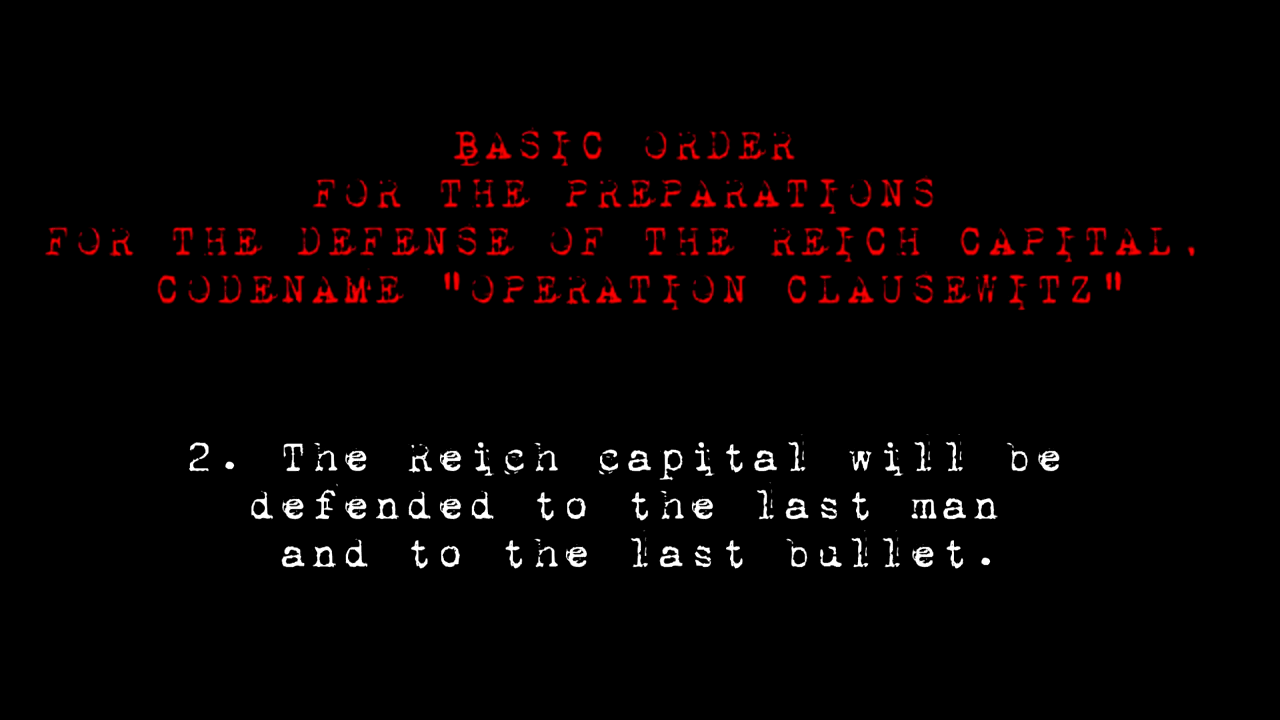 BASIC ORDER
FOR THE PREPARATIONS
FOR THE DEFENSE OF THE REICH CAPITAL,
CODENAME "OPERATION CLAUSEWITZ"
2. The Reich capital will be
defended to the last man
and to the last bullet.